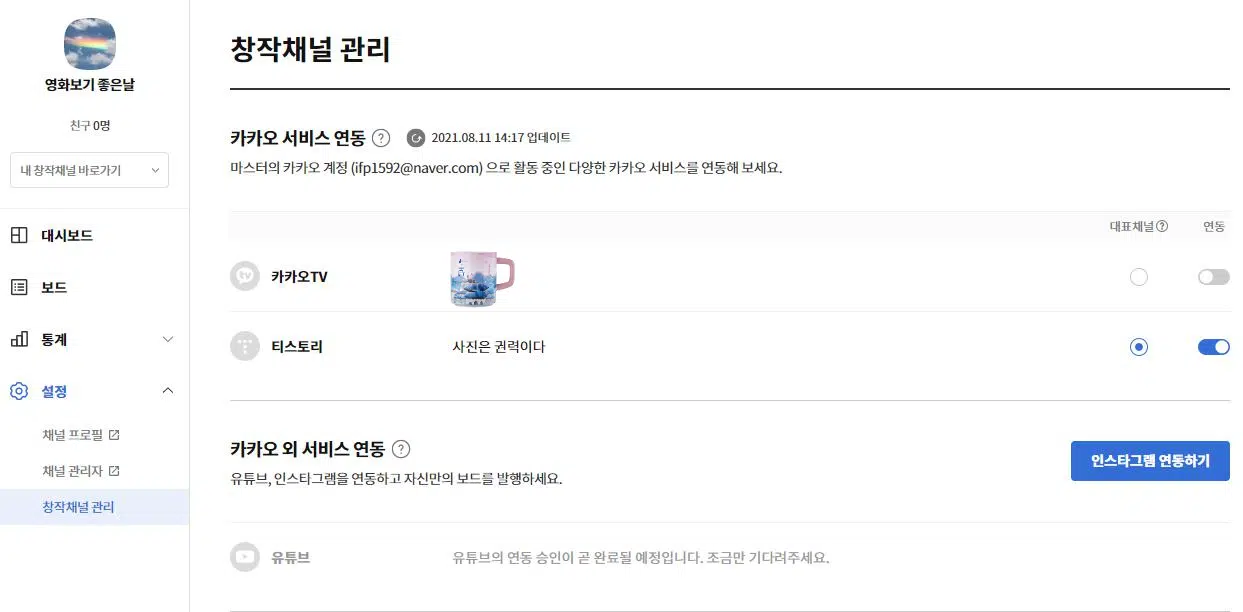 영화보기 좋은날
친구 0명
내 창작채널 바로가기
대시보드
보드
통계
설정
채널 프로필
채널 관리자
창작채널 관리
창작채널 관리
카카오 서비스 연동 ? 2021.08.11 14:17 업데이트
마스터의 카카오 계정 (ifp1592@naver.com) 으로 활동 중인 다양한 카카오 서비스를 연동해 보세요.
대표채널 ? 연동
tv 카카오TV
티스토리 사진은 권력이다
카카오 외 서비스 연동 ?
유튜브, 인스타그램을 연동하고 자신만의 보드를 발행하세요.
인스타그램 연동하기
유튜브 유튜브의 연동 승인이 곧 완료될 예정입니다. 조금만 기다려주세요.